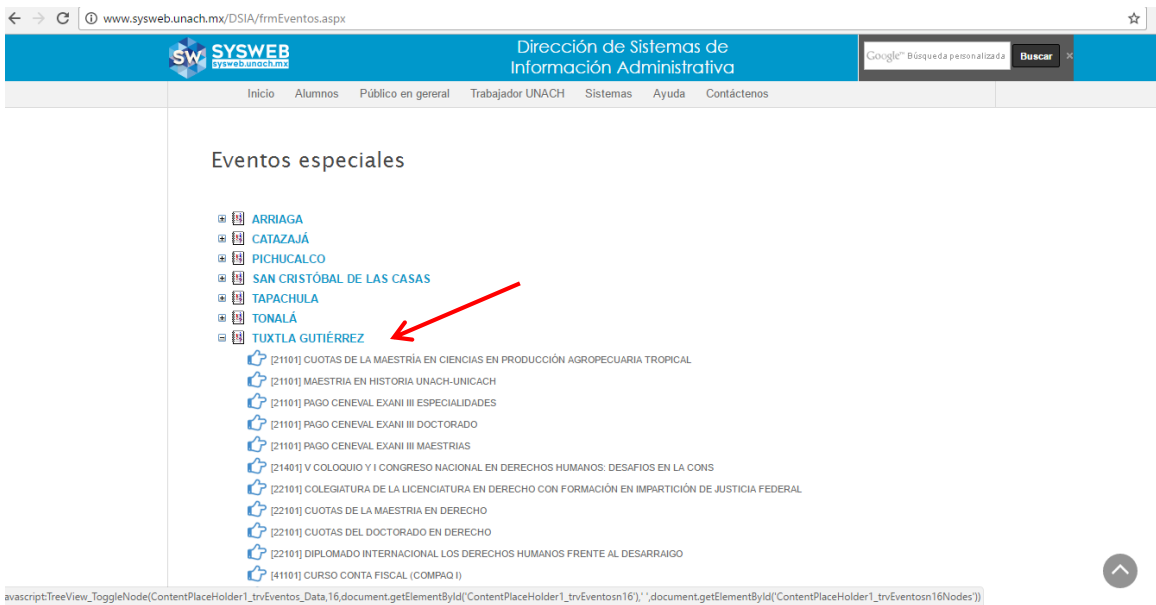 www.sysweb.unach.mx/DSIA/frmEventos.aspx
SW SYSWEB
sysweb.unach.mx
Dirección de Sistemas de
Información Administrativa
Google™ Búsqueda personalizada Buscar ×
Inicio Alumnos Público en gereral Trabajador UNACH Sistemas Ayuda Contáctenos
Eventos especiales
ARRIAGA
CATAZAJÁ
PICHUCALCO
SAN CRISTÓBAL DE LAS CASAS
TAPACHULA
TONALÁ
TUXTLA GUTIÉRREZ
[21101] CUOTAS DE LA MAESTRÍA EN CIENCIAS EN PRODUCCIÓN AGROPECUARIA TROPICAL
[21101] MAESTRIA EN HISTORIA UNACH-UNICACH
[21101] PAGO CENEVAL EXANI III ESPECIALIDADES
[21101] PAGO CENEVAL EXANI III DOCTORADO
[21101] PAGO CENEVAL EXANI III MAESTRIAS
[21401] V COLOQUIO Y I CONGRESO NACIONAL EN DERECHOS HUMANOS: DESAFIOS EN LA CONS
[22101] COLEGIATURA DE LA LICENCIATURA EN DERECHO CON FORMACIÓN EN IMPARTICIÓN DE JUSTICIA FEDERAL
[22101] CUOTAS DE LA MAESTRIA EN DERECHO
[22101] CUOTAS DEL DOCTORADO EN DERECHO
[22101] DIPLOMADO INTERNACIONAL LOS DERECHOS HUMANOS FRENTE AL DESARRAIGO
[41101] CURSO CONTA FISCAL (COMPAQ I)
avascript:TreeView_ToggleNode(ContentPlaceHolder1_trvEventos_Data,16,document.getElementById('ContentPlaceHolder1_trvEventosn16'),' ',document.getElementById('ContentPlaceHolder1_trvEventosn16Nodes'))